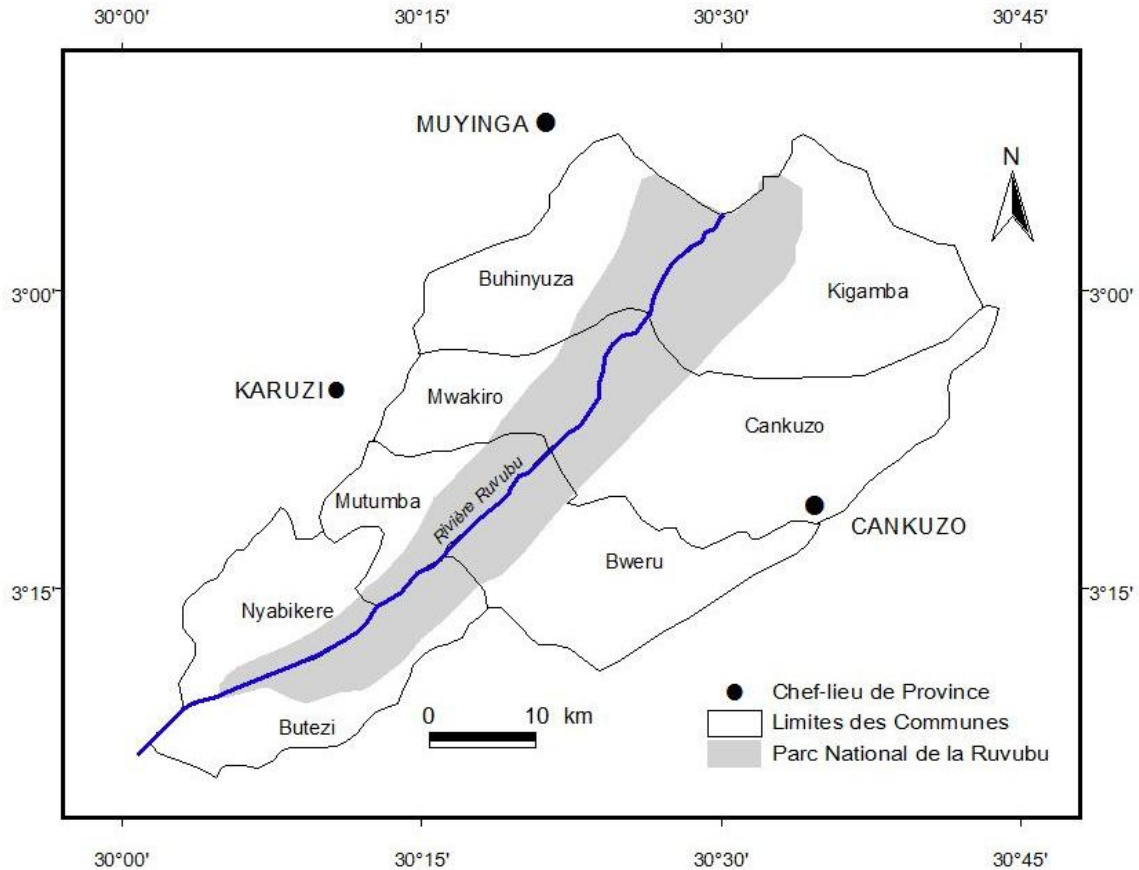 30°00' 30°15' 30°30' 30°45'
MUYINGA
N
Buhinyuza
Kigamba
3°00' 3°00'
KARUZI
Mwakiro
Cankuzo
Rivière Ruvubu
Mutumba
CANKUZO
Bweru
3°15' 3°15'
Nyabikere
Chef-lieu de Province
0 10 km
Limites des Communes
Butezi
Parc National de la Ruvubu
30°00' 30°15' 30°30' 30°45'